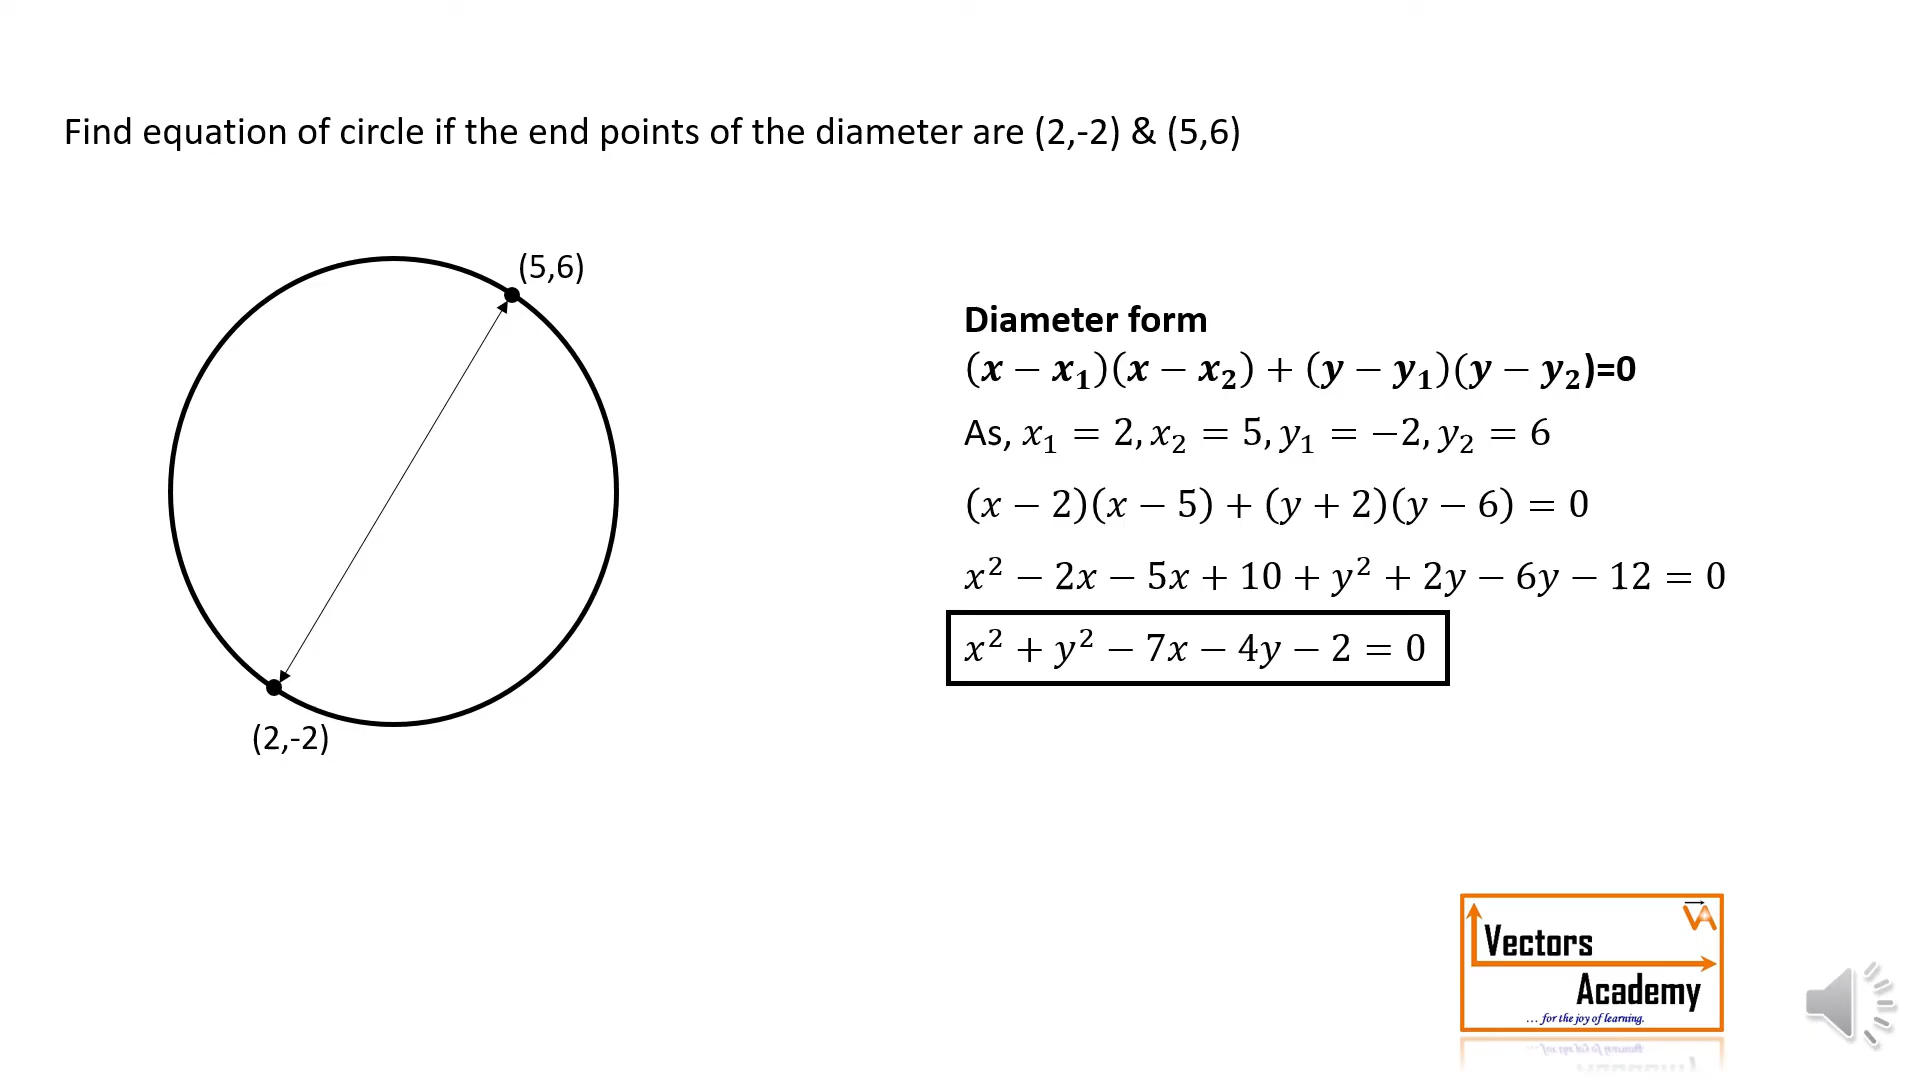 Find equation of circle if the end points of the diameter are (2,-2) & (5,6)
(5,6)
(2,-2)
Diameter form
(x − x₁)(x − x₂) + (y − y₁)(y − y₂)=0
As, x₁ = 2, x₂ = 5, y₁ = −2, y₂ = 6
(x − 2)(x − 5) + (y + 2)(y − 6) = 0
x² − 2x − 5x + 10 + y² + 2y − 6y − 12 = 0
x² + y² − 7x − 4y − 2 = 0
VA
Vectors
Academy
... for the joy of learning.